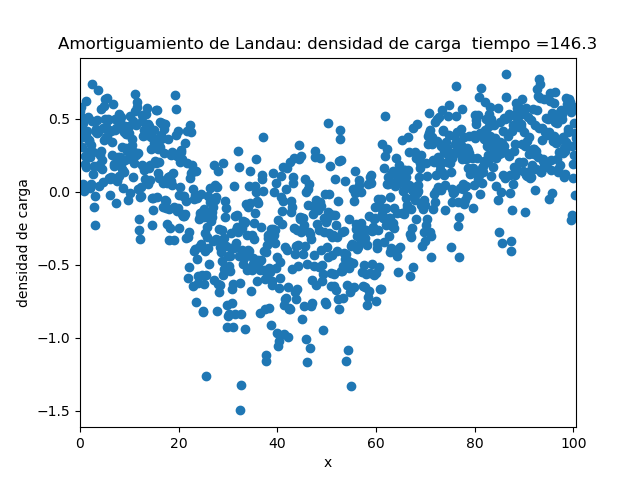 Amortiguamiento de Landau: densidad de carga  tiempo =146.3
densidad de carga
0.5
0.0
−0.5
−1.0
−1.5
0 20 40 60 80 100
x